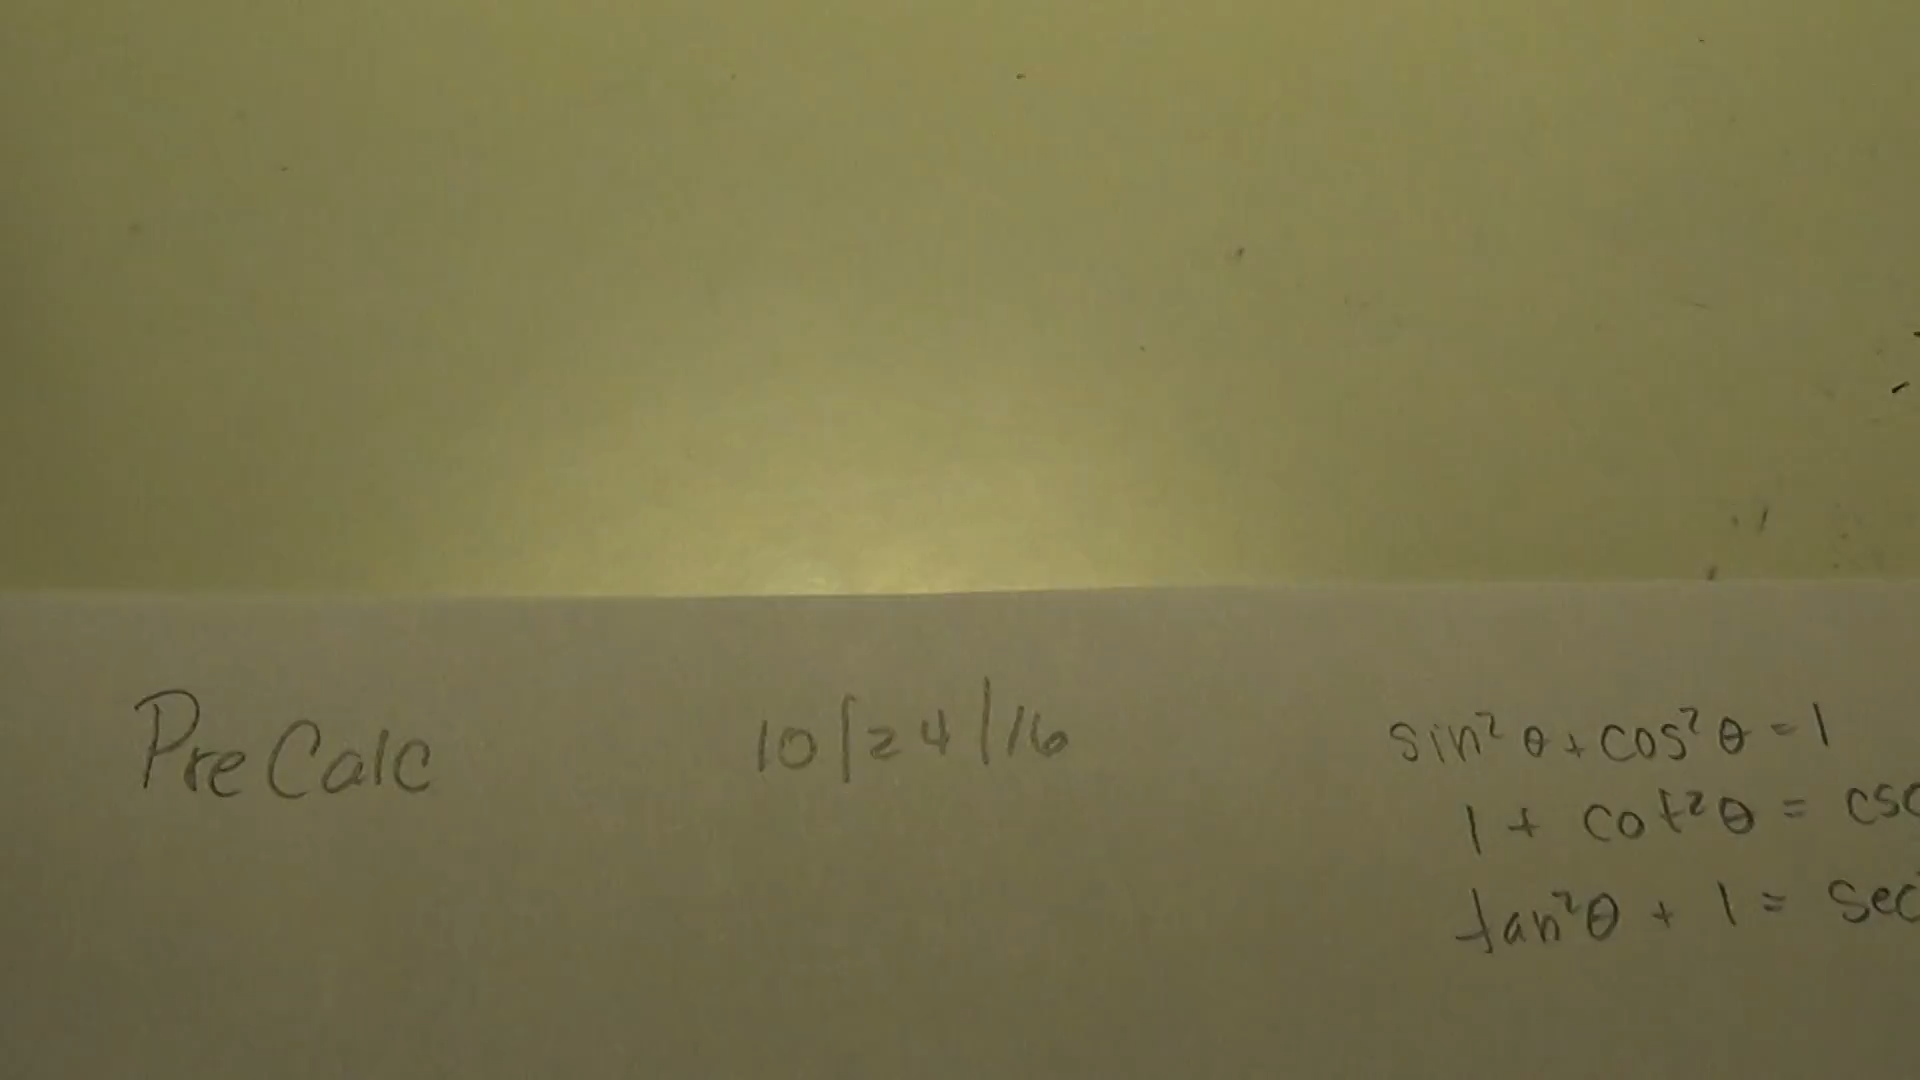 PreCalc 10/24/16
sin²θ + cos²θ = 1
1 + cot²θ = csc
tan²θ + 1 = sec